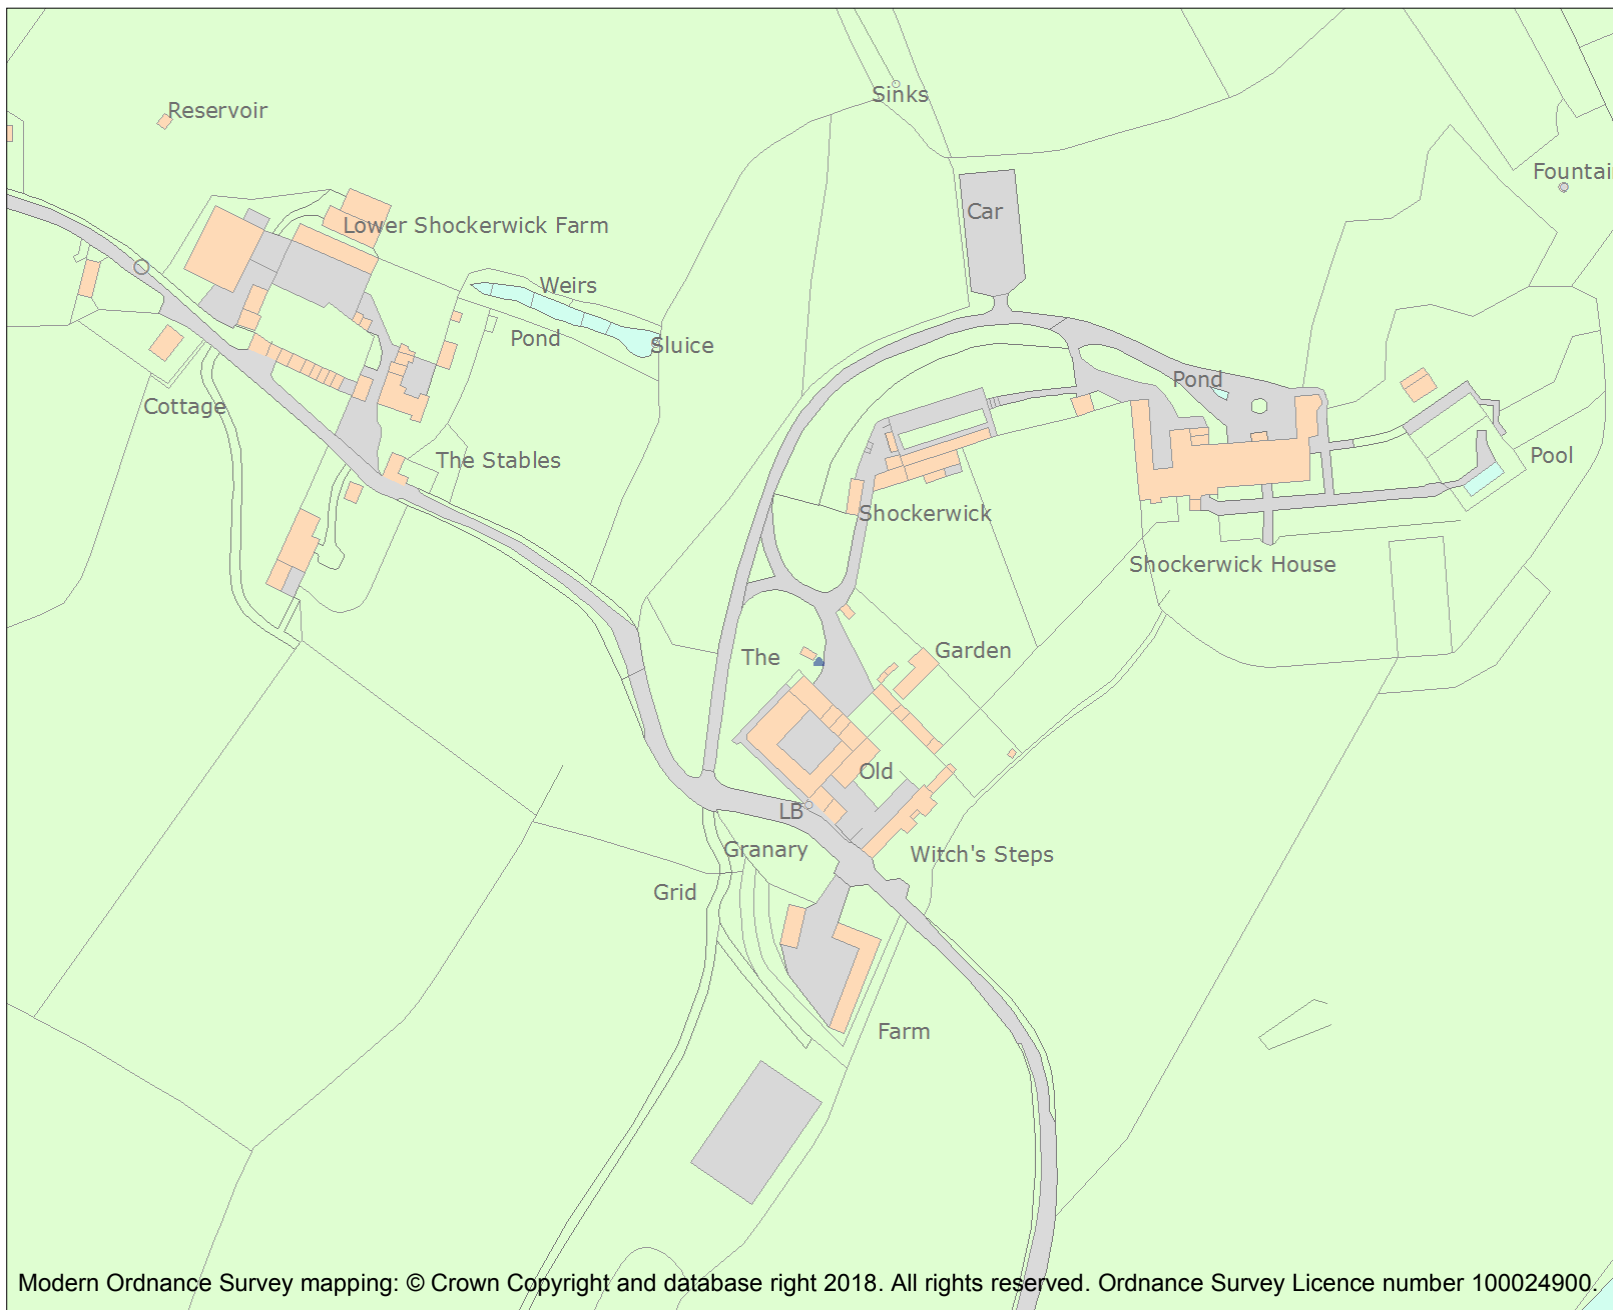 Sinks
Reservoir
Fountai
Car
Lower Shockerwick Farm
Weirs
Pond
Sluice
Pond
Cottage
The Stables
Pool
Shockerwick
Shockerwick House
Garden
The
Old
LB
Granary
Witch's Steps
Grid
Farm
Modern Ordnance Survey mapping: © Crown Copyright and database right 2018. All rights reserved. Ordnance Survey Licence number 100024900.